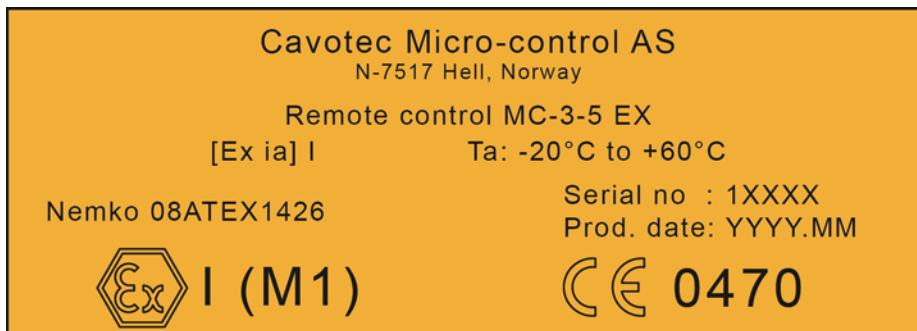 Cavotec Micro-control AS
N-7517 Hell, Norway
Remote control MC-3-5 EX
[Ex ia] I Ta: -20°C to +60°C
Nemko 08ATEX1426
Serial no : 1XXXX
Prod. date: YYYY.MM
Ex I (M1)
CE 0470